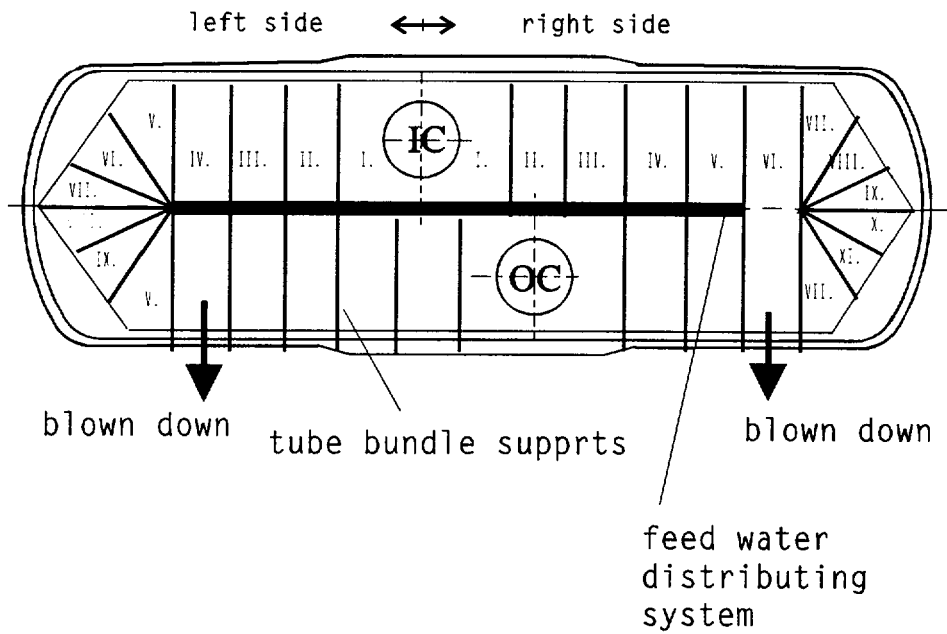 left side
right side
V.
IV.
III.
II.
I.
IC
I.
II.
III.
IV.
V.
VI.
VII.
VI.
VIII.
VII.
IX.
X.
IX.
XI.
V.
OC
VII.
blown down
tube bundle supprts
blown down
feed water
distributing
system